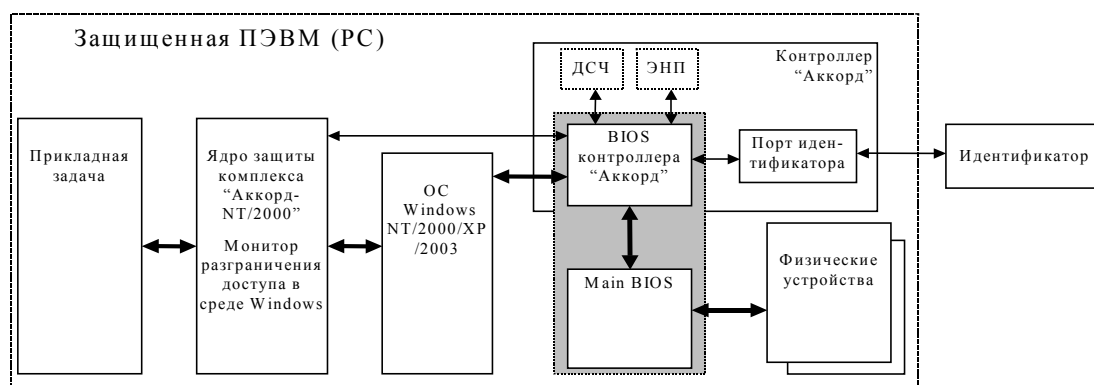 Защищенная ПЭВМ (РС)
Контроллер
“Аккорд”
ДСЧ
ЭНП
Прикладная
задача
Ядро защиты
комплекса
“Аккорд-
NT/2000”
Монитор
разграничения
доступа в
среде Windows
ОС
Windows
NT/2000/XP
/2003
BIOS
контроллера
“Аккорд”
Порт иден-
тификатора
Идентификатор
Main BIOS
Физические
устройства